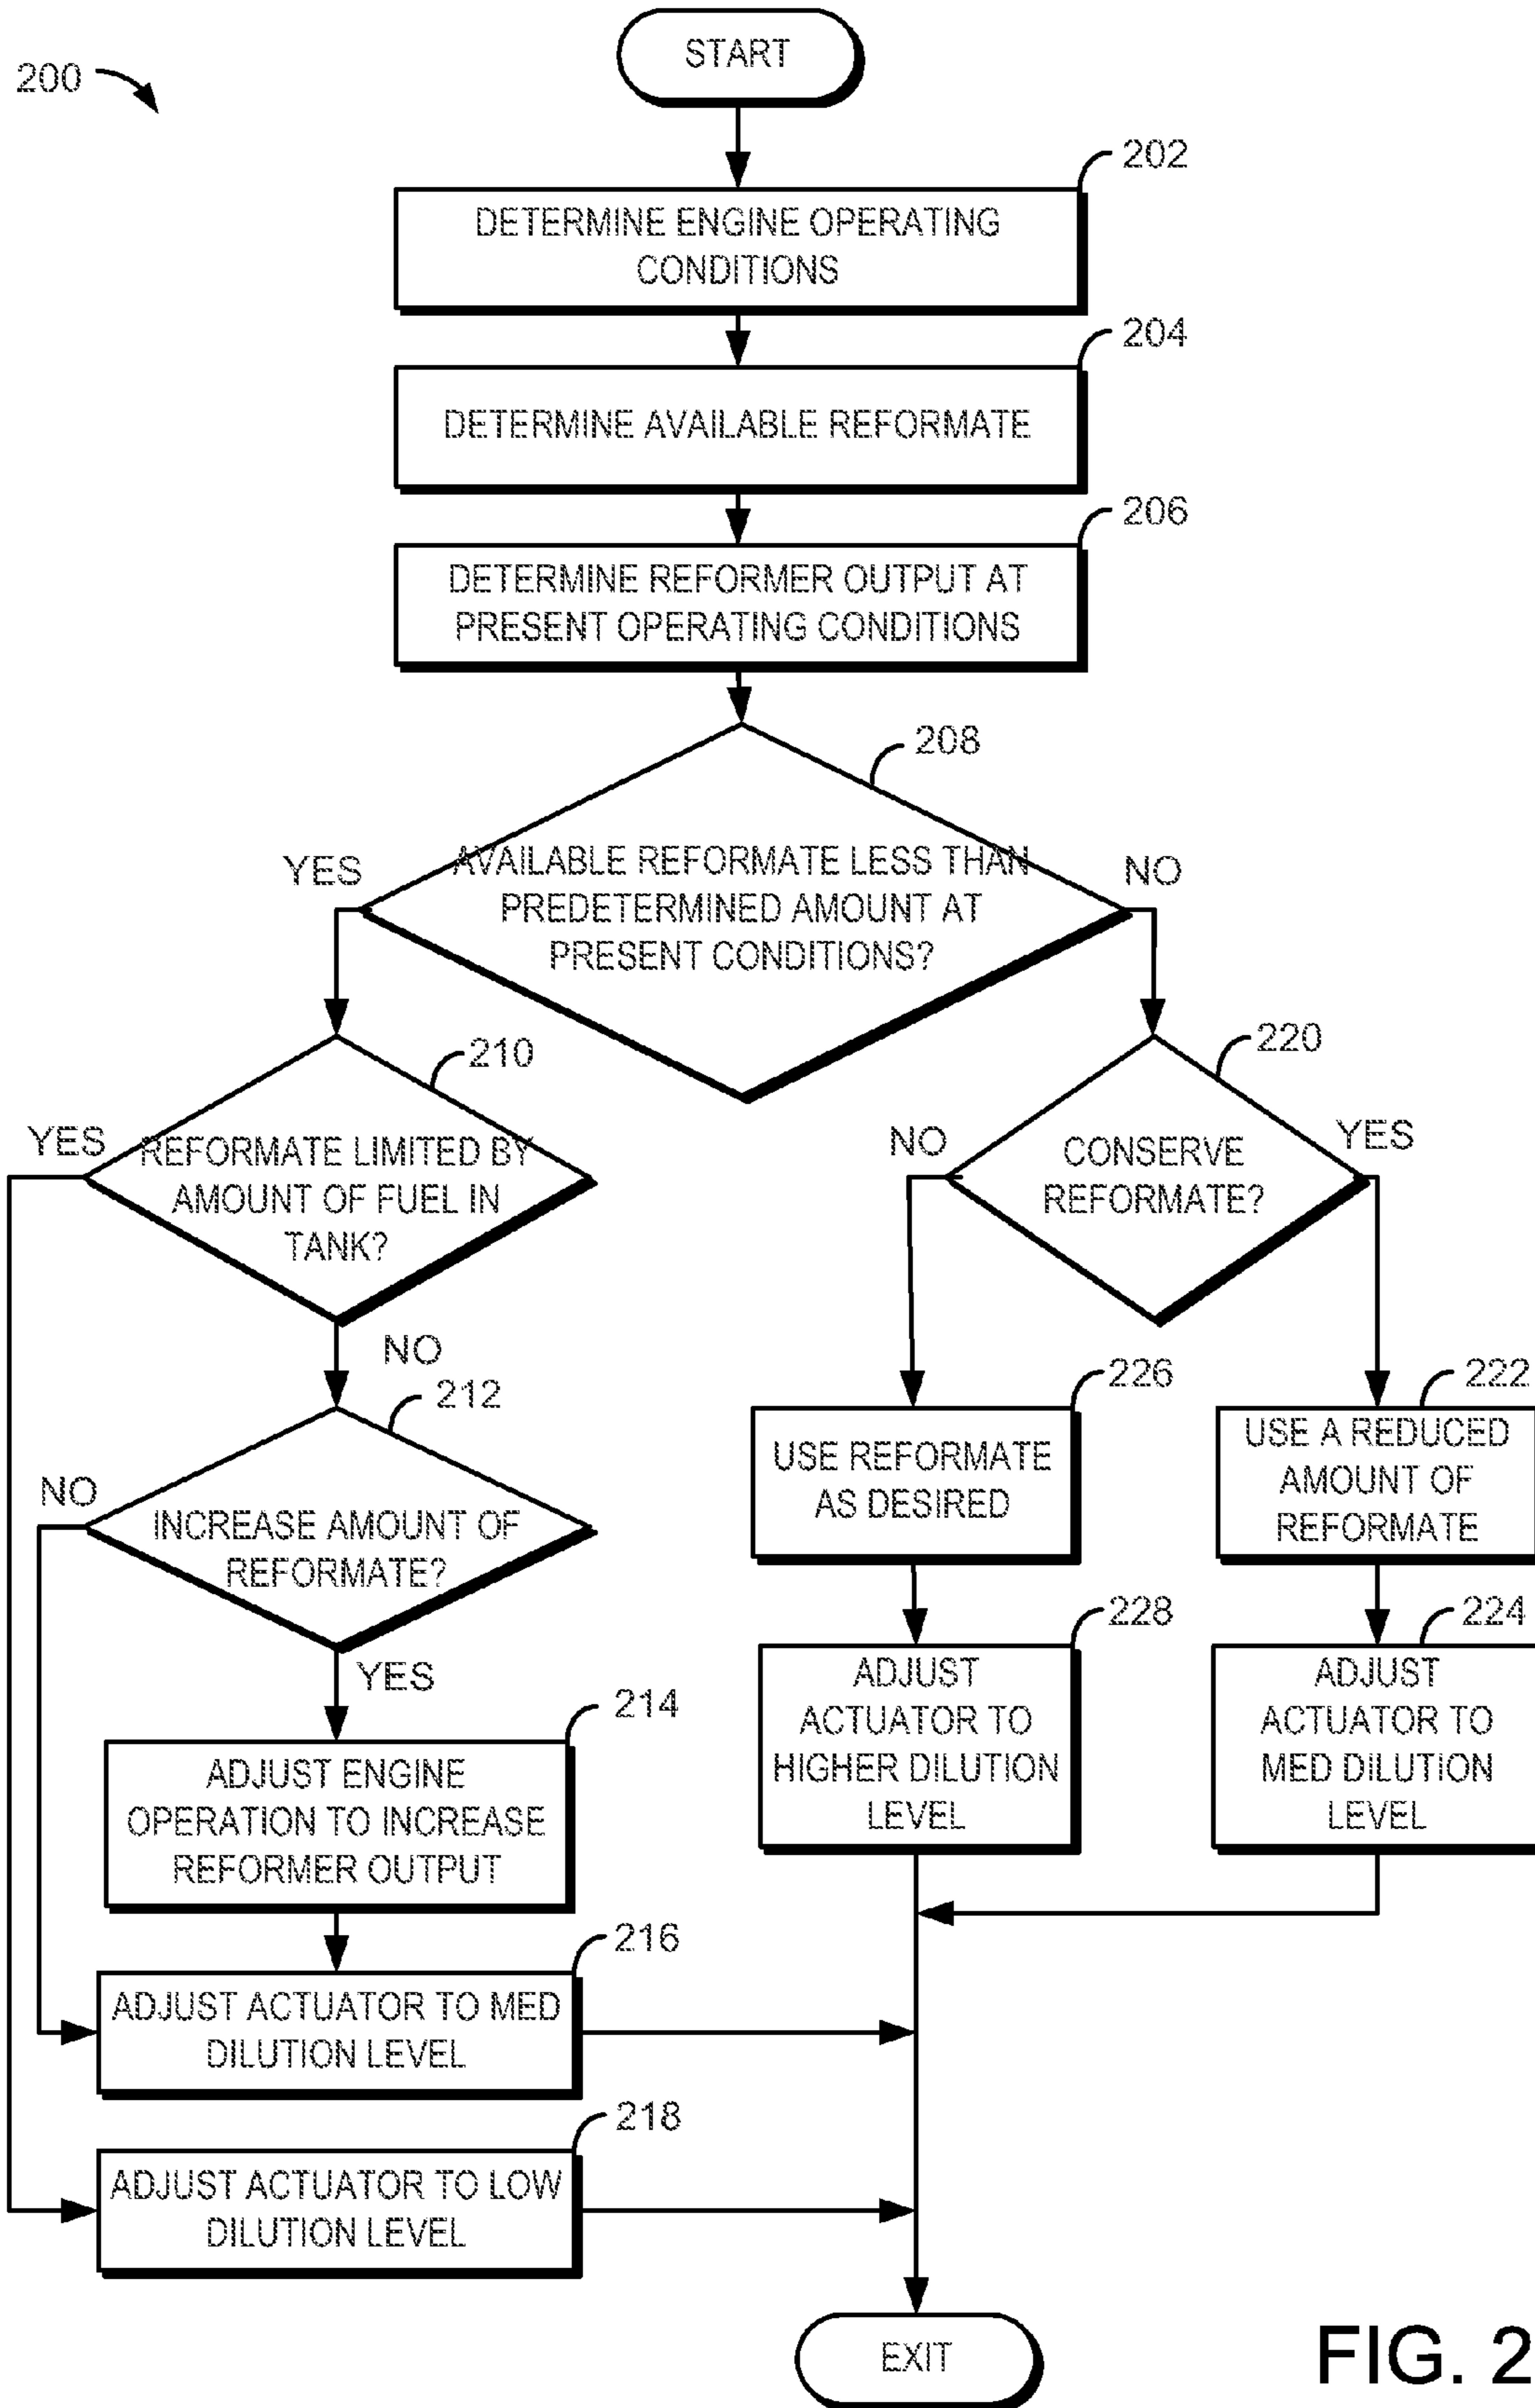 START
200
202
DETERMINE ENGINE OPERATING
CONDITIONS
204
DETERMINE AVAILABLE REFORMATE
206
DETERMINE REFORMER OUTPUT AT
PRESENT OPERATING CONDITIONS
208
YES
AVAILABLE REFORMATE LESS THAN
PREDETERMINED AMOUNT AT
PRESENT CONDITIONS?
NO
210
YES
REFORMATE LIMITED BY
AMOUNT OF FUEL IN
TANK?
220
NO
CONSERVE
REFORMATE?
YES
NO
212
NO
INCREASE AMOUNT OF
REFORMATE?
YES
226
USE REFORMATE
AS DESIRED
222
USE A REDUCED
AMOUNT OF
REFORMATE
214
ADJUST ENGINE
OPERATION TO INCREASE
REFORMER OUTPUT
228
ADJUST
ACTUATOR TO
HIGHER DILUTION
LEVEL
224
ADJUST
ACTUATOR TO
MED DILUTION
LEVEL
216
ADJUST ACTUATOR TO MED
DILUTION LEVEL
218
ADJUST ACTUATOR TO LOW
DILUTION LEVEL
EXIT
FIG. 2